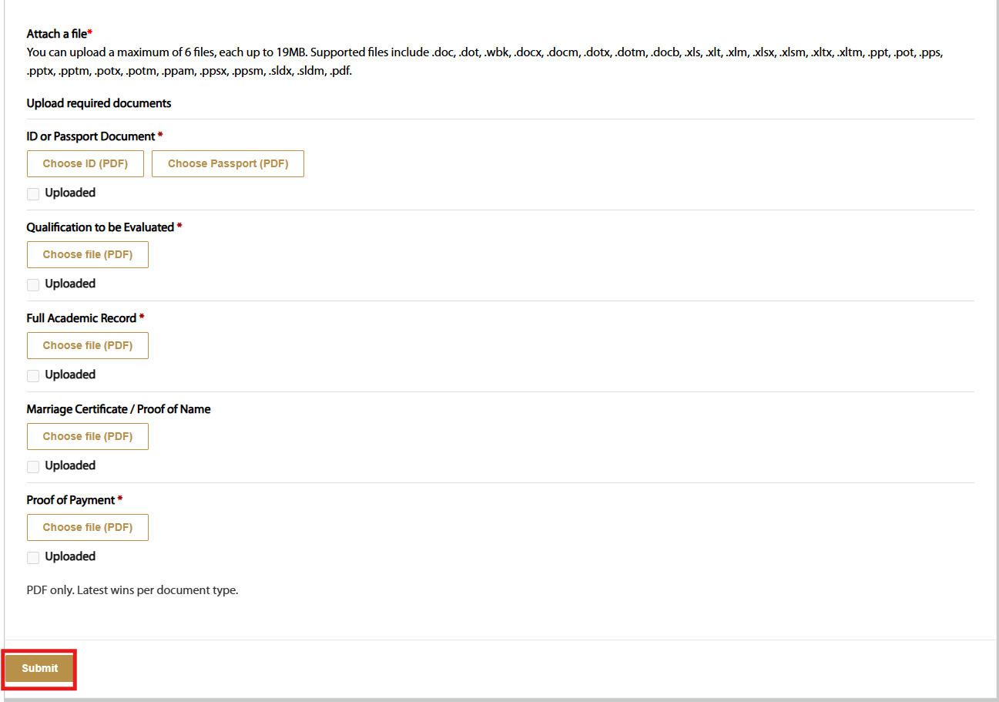 Attach a file*
You can upload a maximum of 6 files, each up to 19MB. Supported files include .doc, .dot, .wbk, .docx, .docm, .dotx, .dotm, .docb, .xls, .xlt, .xlm, .xlsx, .xlsm, .xltx, .xltm, .ppt, .pot, .pps,
.pptx, .pptm, .potx, .potm, .ppam, .ppsx, .ppsm, .sldx, .sldm, .pdf.
Upload required documents
ID or Passport Document *
Choose ID (PDF) Choose Passport (PDF)
Uploaded
Qualification to be Evaluated *
Choose file (PDF)
Uploaded
Full Academic Record *
Choose file (PDF)
Uploaded
Marriage Certificate / Proof of Name
Choose file (PDF)
Uploaded
Proof of Payment *
Choose file (PDF)
Uploaded
PDF only. Latest wins per document type.
Submit